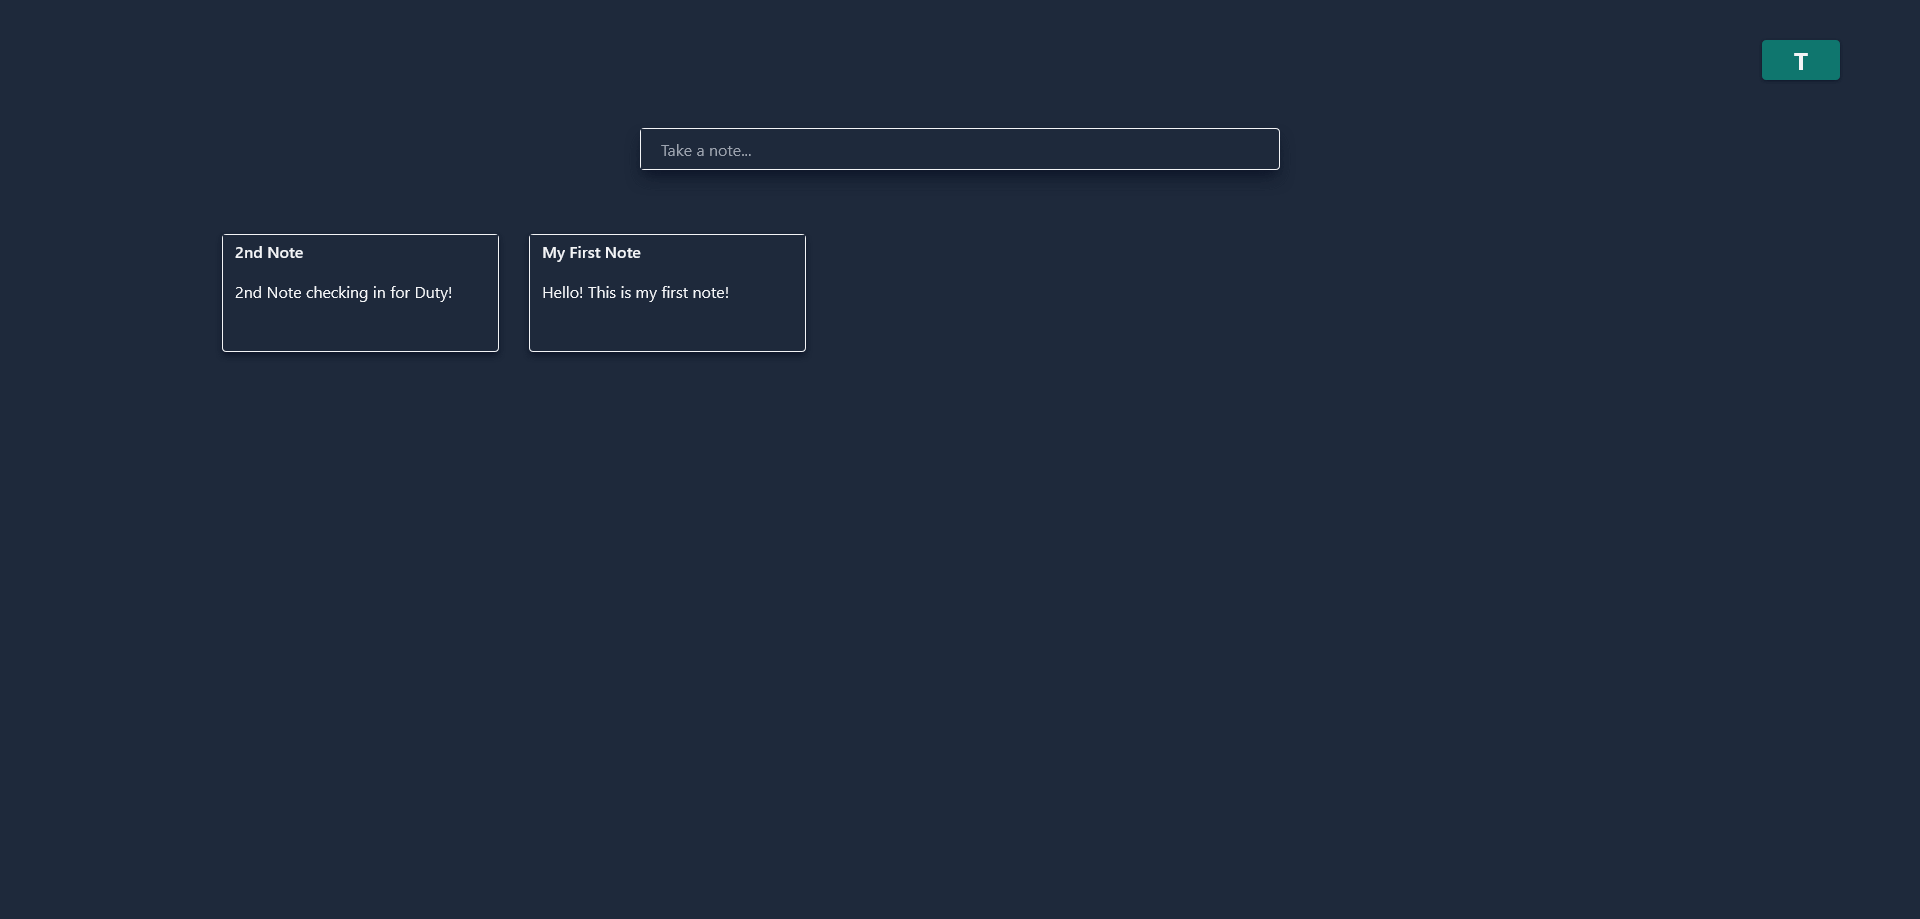 T
Take a note...
2nd Note
2nd Note checking in for Duty!
My First Note
Hello! This is my first note!